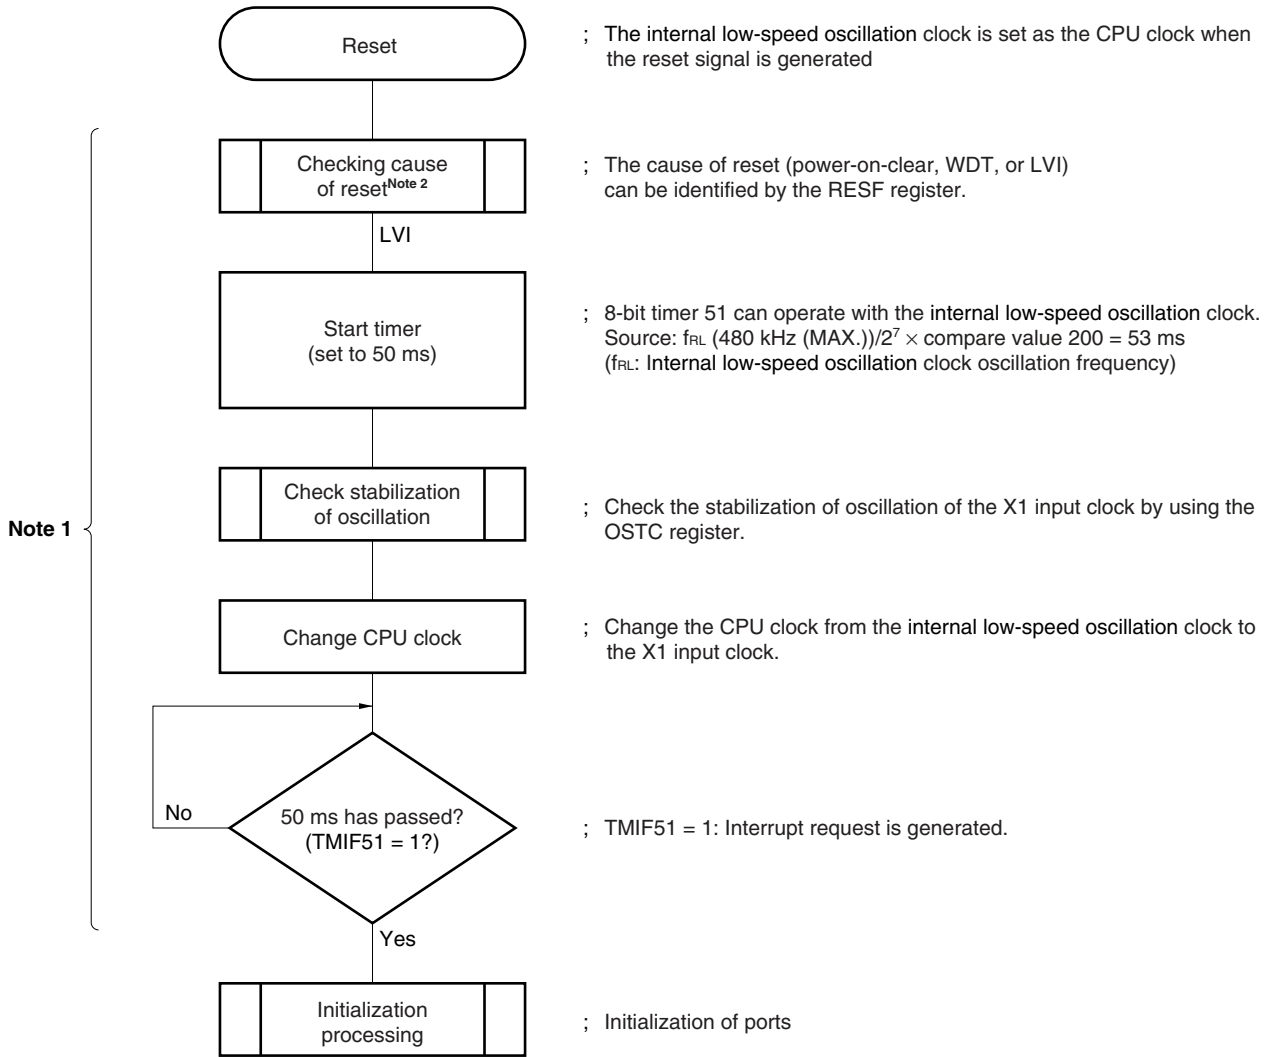 Reset
; The internal low-speed oscillation clock is set as the CPU clock when
the reset signal is generated
Checking cause
of reset Note 2
; The cause of reset (power-on-clear, WDT, or LVI)
can be identified by the RESF register.
LVI
Start timer
(set to 50 ms)
; 8-bit timer 51 can operate with the internal low-speed oscillation clock.
Source: fRL (480 kHz (MAX.))/2⁷ × compare value 200 = 53 ms
(fRL: Internal low-speed oscillation clock oscillation frequency)
Check stabilization
of oscillation
; Check the stabilization of oscillation of the X1 input clock by using the
OSTC register.
Note 1
Change CPU clock
; Change the CPU clock from the internal low-speed oscillation clock to
the X1 input clock.
No
50 ms has passed?
(TMIF51 = 1?)
; TMIF51 = 1: Interrupt request is generated.
Yes
Initialization
processing
; Initialization of ports